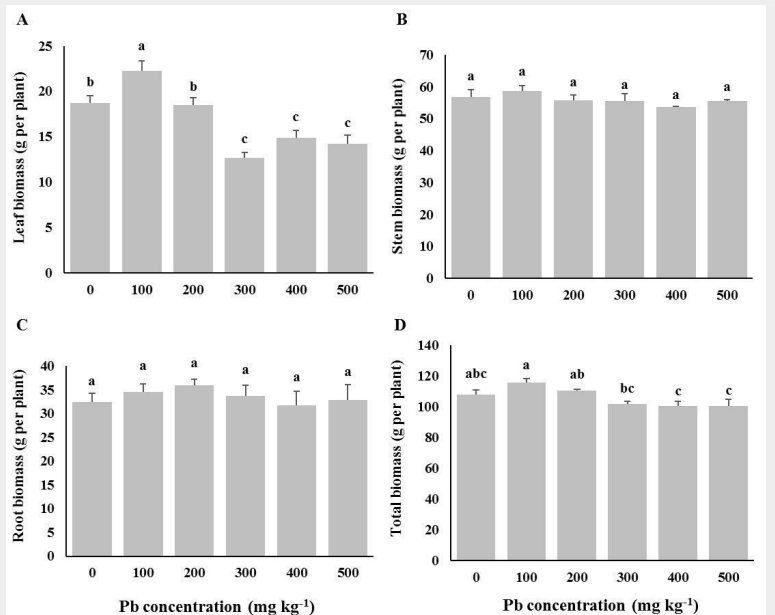 A
Leaf biomass (g per plant)
25
20
15
10
5
0
b
a
b
c
c
c
0 100 200 300 400 500
B
Stem biomass (g per plant)
70
60
50
40
30
20
10
0
a
a
a
a
a
a
0 100 200 300 400 500
C
Root biomass (g per plant)
40
35
30
25
20
15
10
5
0
a
a
a
a
a
a
0 100 200 300 400 500
Pb concentration (mg kg⁻¹)
D
Total biomass (g per plant)
140
120
100
80
60
40
20
0
abc
a
ab
bc
c
c
0 100 200 300 400 500
Pb concentration (mg kg⁻¹)